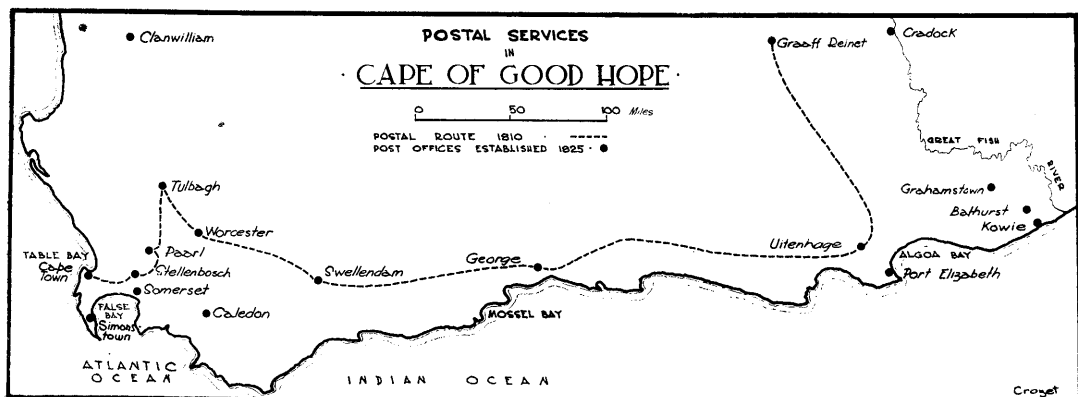 POSTAL SERVICES
IN
· CAPE OF GOOD HOPE ·
0 50 100 Miles
POSTAL ROUTE 1810 · -----
POST OFFICES ESTABLISHED 1825 · ●
Clanwilliam
Graaff Reinet
Cradock
GREAT FISH
RIVER
Tulbagh
Grahamstown
Bathurst
Kowie
Worcester
Paarl
Uitenhage
TABLE BAY
Cape
Town
Stellenbosch
Swellendam
George
ALGOA BAY
Port Elizabeth
Somerset
FALSE
BAY
Simons
town
Caledon
MOSSEL BAY
ATLANTIC
OCEAN
INDIAN OCEAN
Crozet